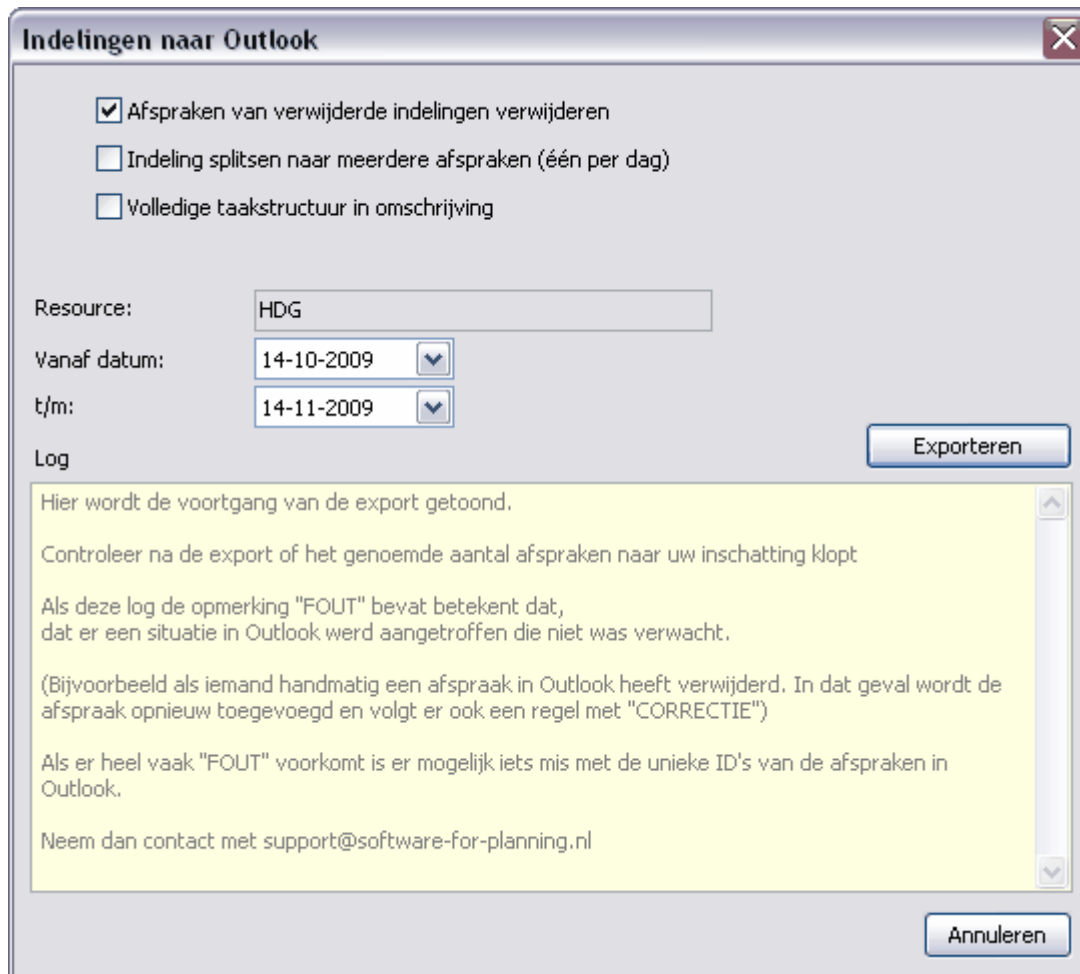 Indelingen naar Outlook
Afspraken van verwijderde indelingen verwijderen
Indeling splitsen naar meerdere afspraken (één per dag)
Volledige taakstructuur in omschrijving
Resource:
HDG
Vanaf datum:
14-10-2009
t/m:
14-11-2009
Exporteren
Log
Hier wordt de voortgang van de export getoond.
Controleer na de export of het genoemde aantal afspraken naar uw inschatting klopt
Als deze log de opmerking "FOUT" bevat betekent dat,
dat er een situatie in Outlook werd aangetroffen die niet was verwacht.
(Bijvoorbeeld als iemand handmatig een afspraak in Outlook heeft verwijderd. In dat geval wordt de
afspraak opnieuw toegevoegd en volgt er ook een regel met "CORRECTIE")
Als er heel vaak "FOUT" voorkomt is er mogelijk iets mis met de unieke ID's van de afspraken in
Outlook.
Neem dan contact met support@software-for-planning.nl
Annuleren